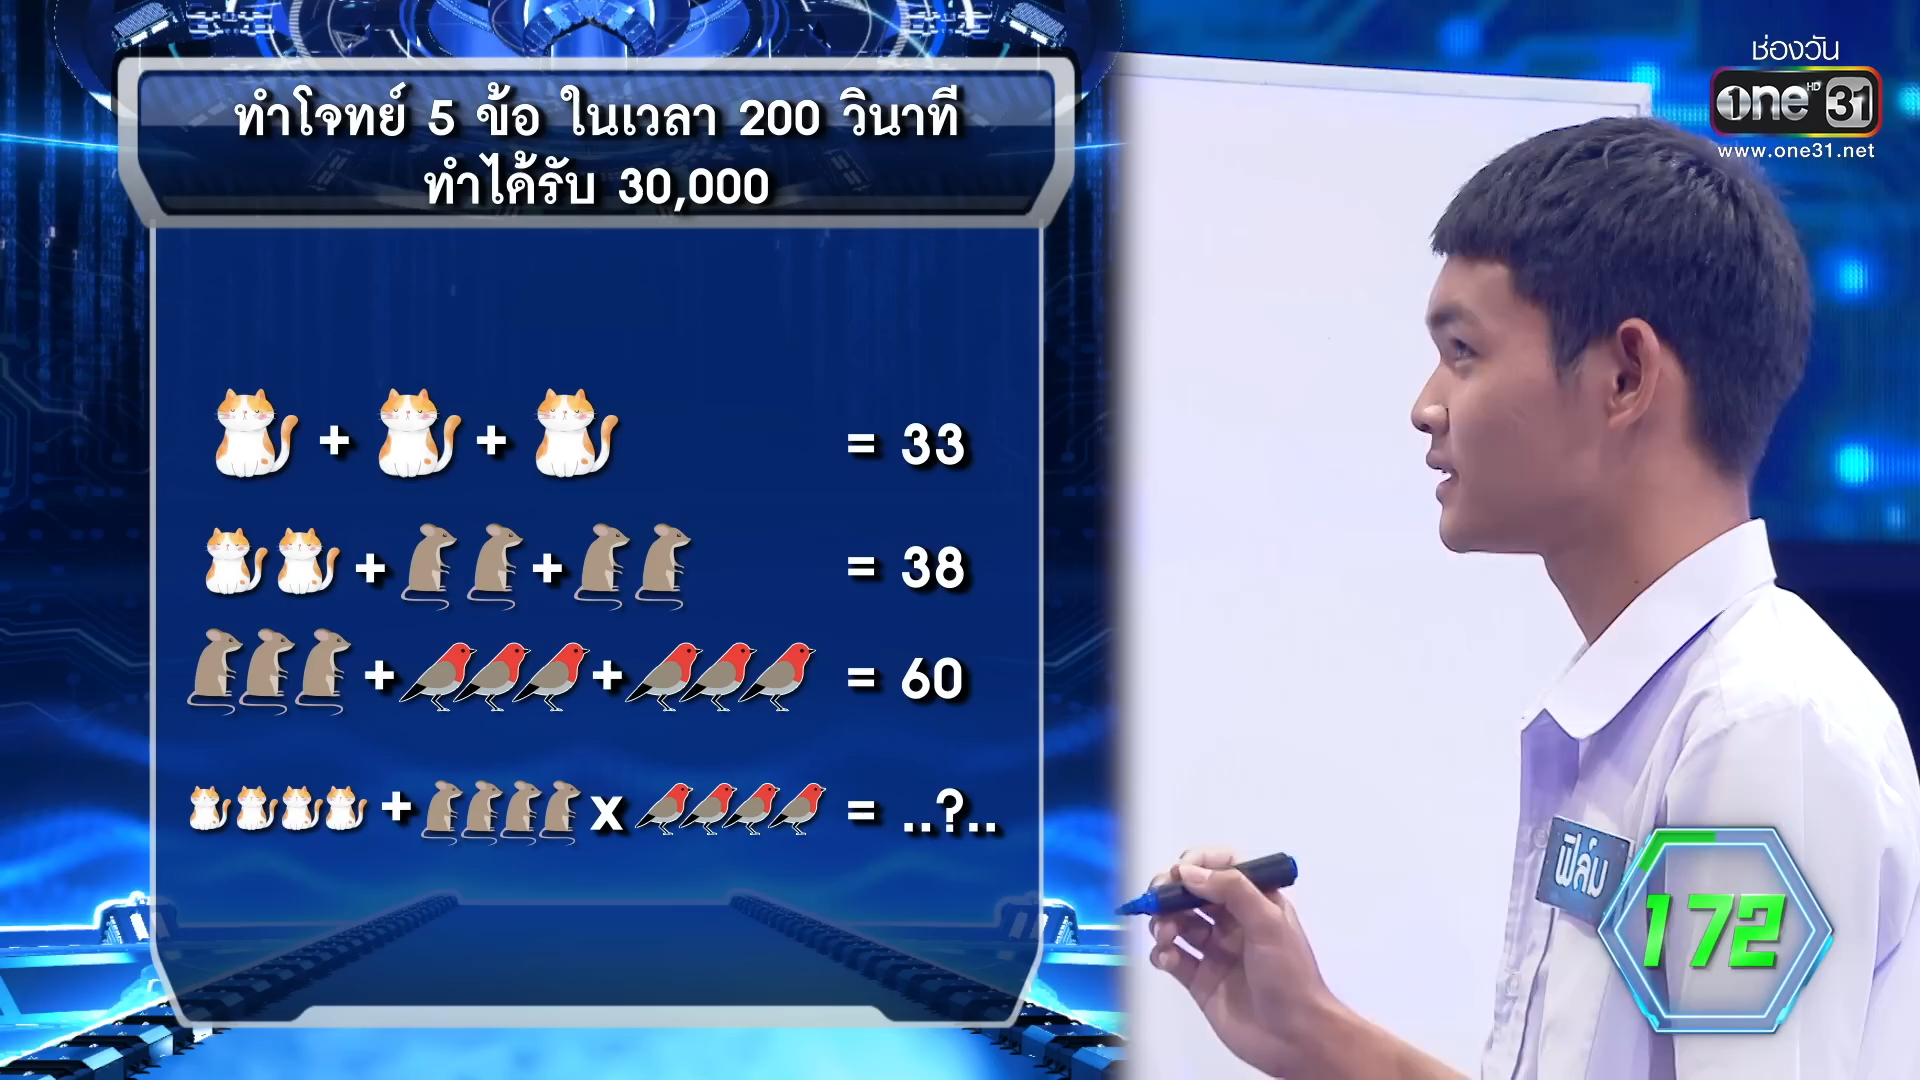 ทำโจทย์ 5 ข้อ ในเวลา 200 วินาที
ทำได้รับ 30,000
+ + = 33
+ + = 38
+ + = 60
+ x = ..?..
ช่องวัน
one HD 31
www.one31.net
ฟิล์ม
172